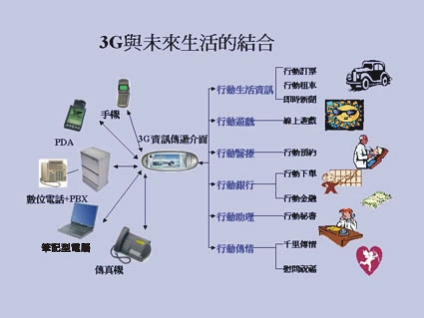 3G與未來生活的結合
手機
PDA
數位電話+PBX
筆記型電腦
傳真機
3G資訊傳遞介面
行動生活資訊
行動訂票
行動租車
即時新聞
行動遊戲
線上遊戲
行動醫療
行動預約
行動銀行
行動下單
行動金融
行動助理
行動秘書
行動傳情
千里傳情
慰問祝福